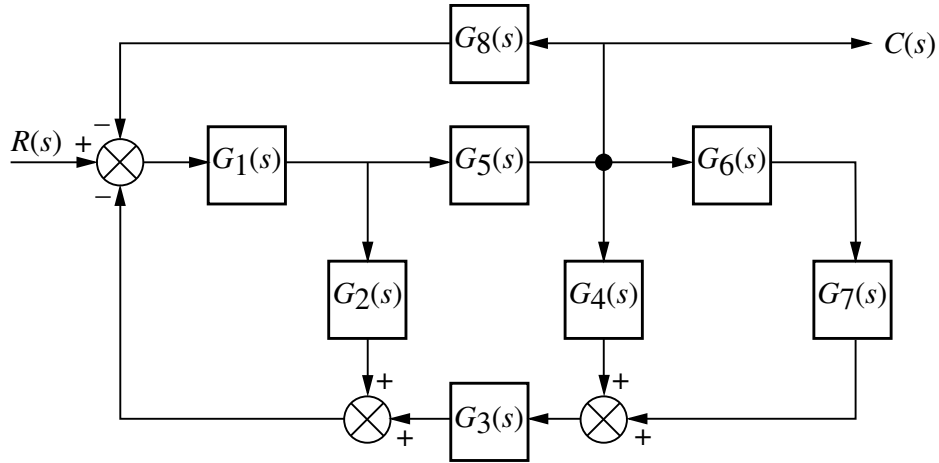 G8(s)
C(s)
−
R(s)
+
G1(s)
G5(s)
G6(s)
−
G2(s)
G4(s)
G7(s)
+
+
G3(s)
+
+